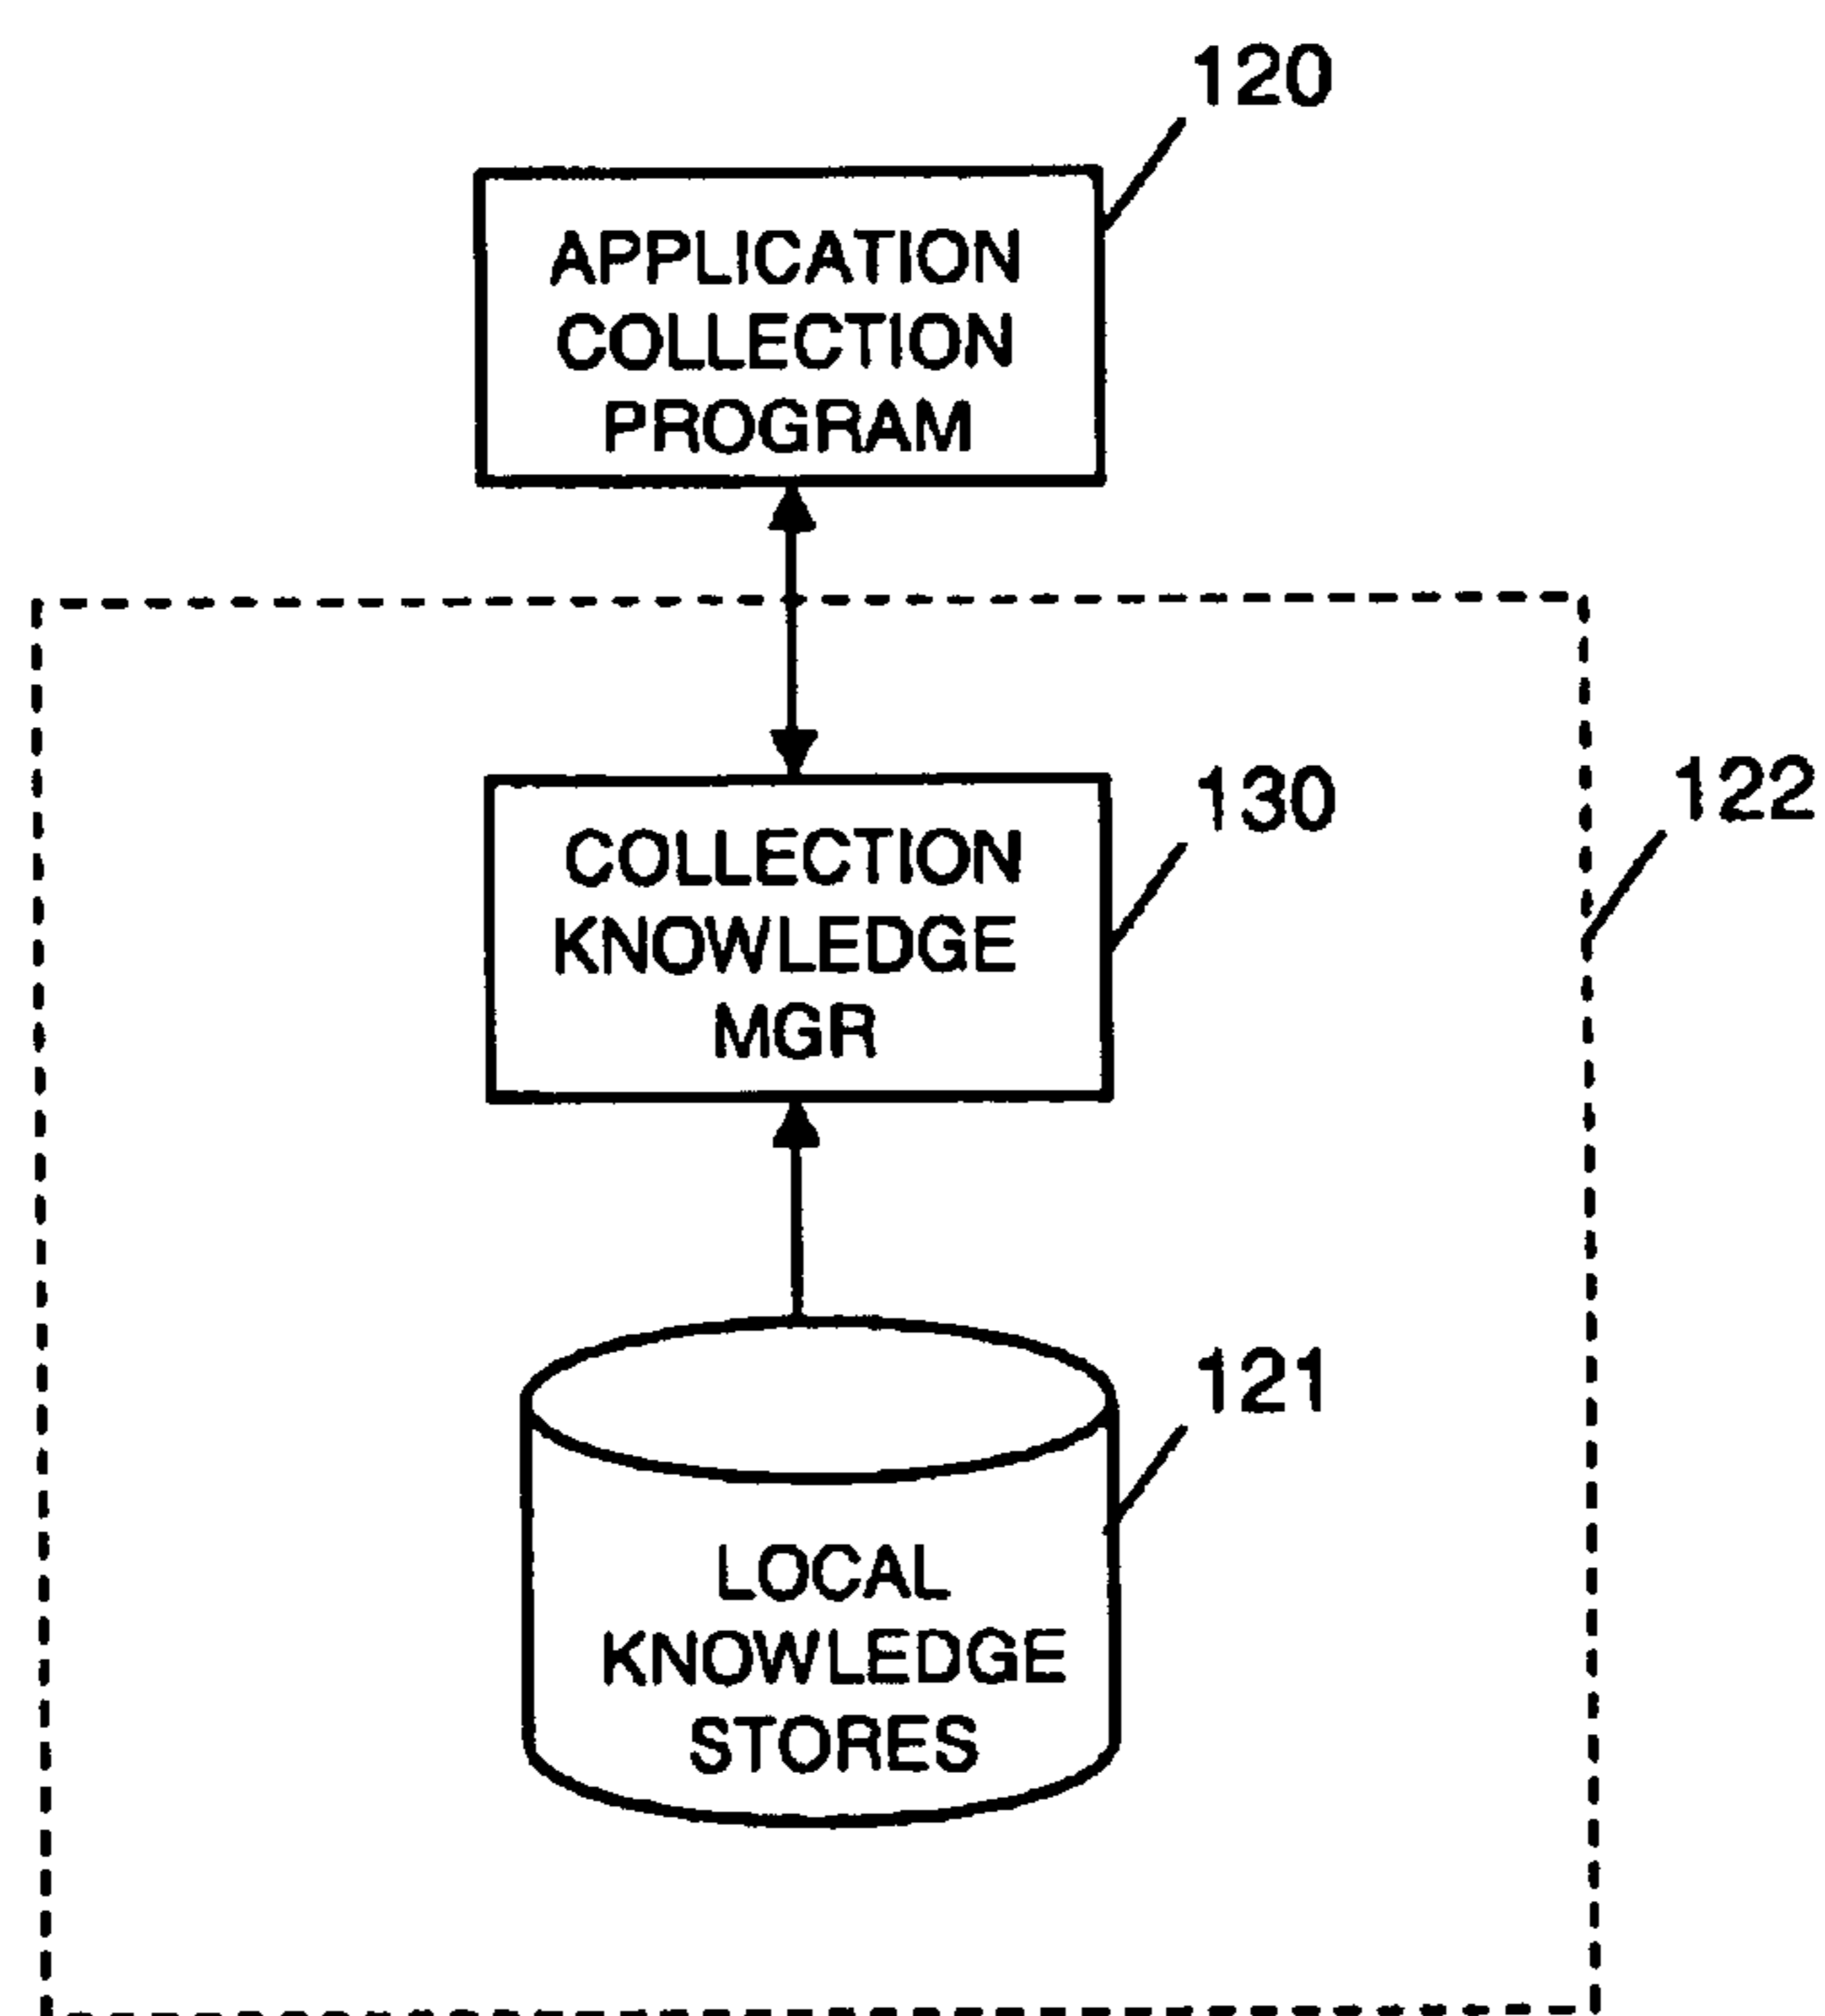 120
APPLICATION
COLLECTION
PROGRAM
130
122
COLLECTION
KNOWLEDGE
MGR
121
LOCAL
KNOWLEDGE
STORES